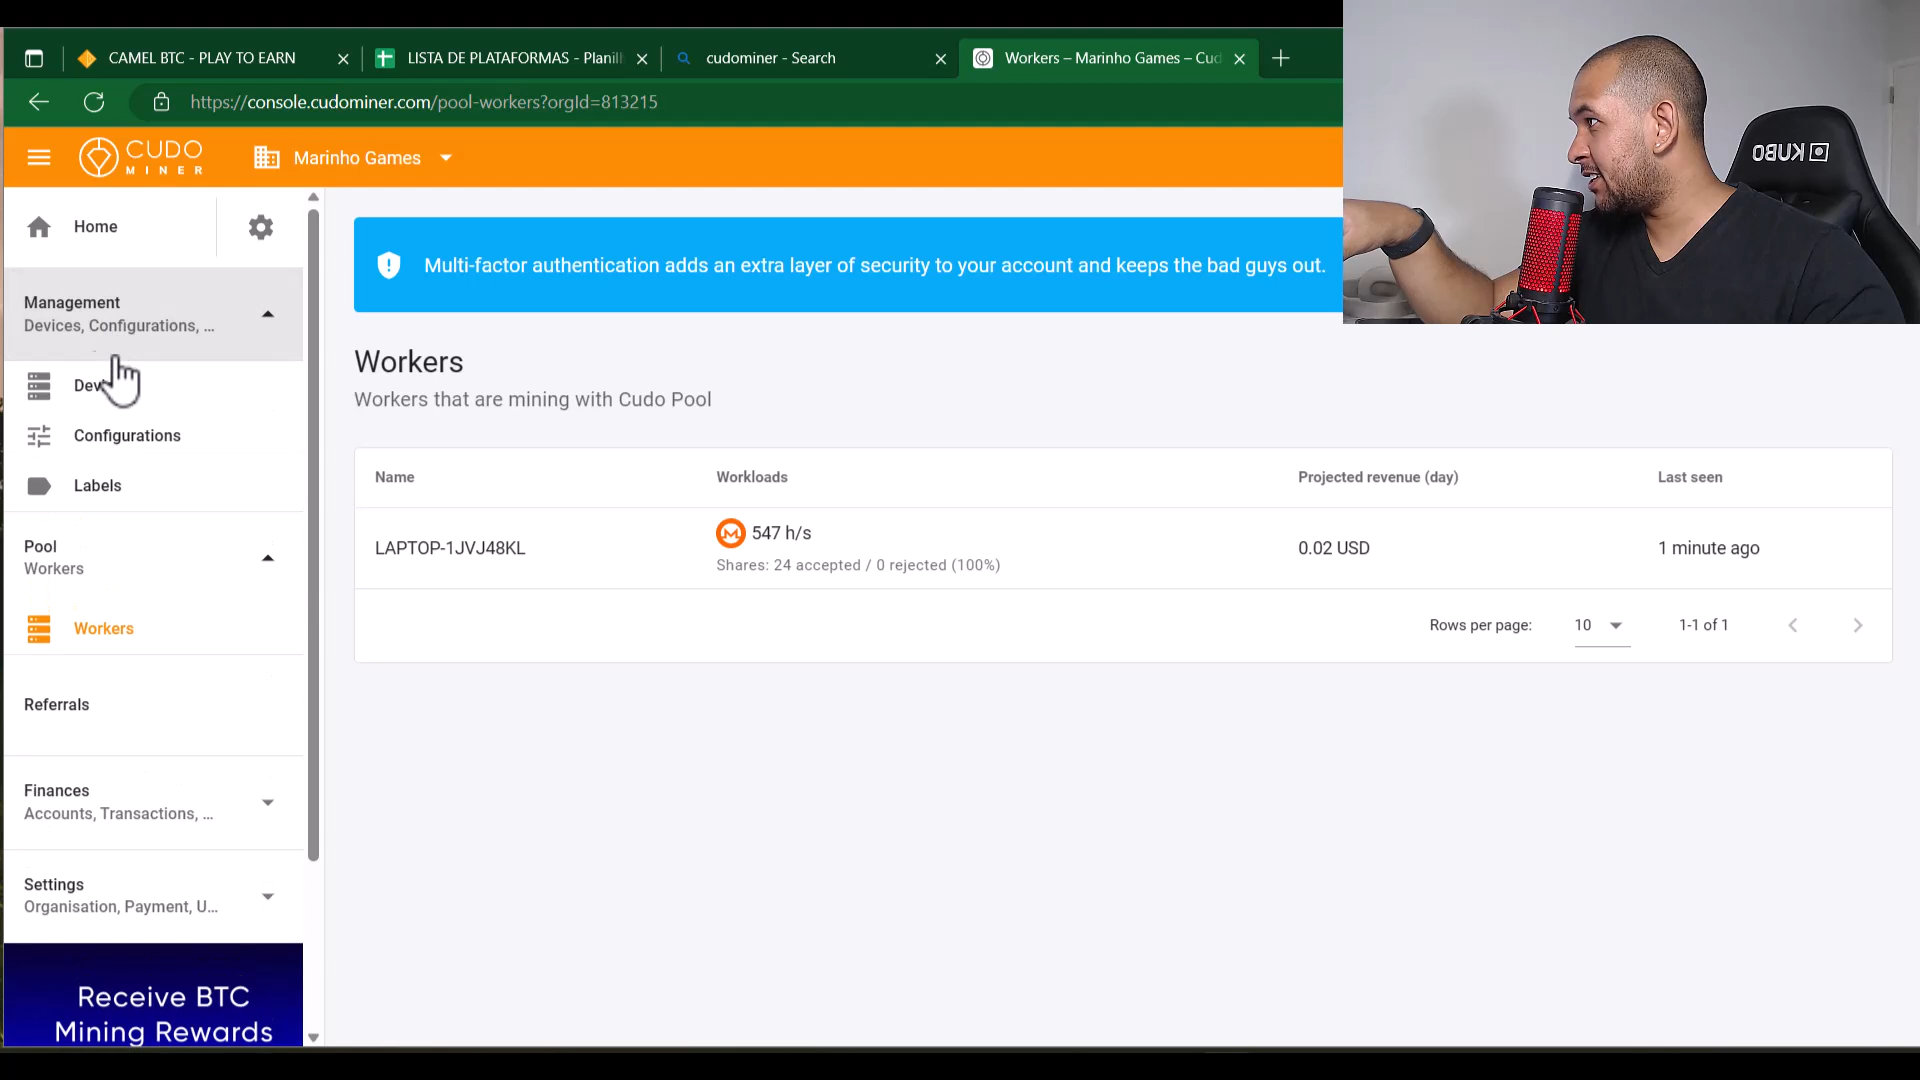 CAMEL BTC - PLAY TO EARN
LISTA DE PLATAFORMAS - Planil
cudominer - Search
Workers – Marinho Games – Cud
https://console.cudominer.com/pool-workers?orgId=813215
CUDO
MINER
Marinho Games
KUBO
Home
Multi-factor authentication adds an extra layer of security to your account and keeps the bad guys out.
Management
Devices, Configurations, ...
Configurations
Labels
Pool
Workers
Workers
Referrals
Finances
Accounts, Transactions, ...
Settings
Organisation, Payment, U...
Receive BTC
Mining Rewards
Workers
Workers that are mining with Cudo Pool
Name Workloads Projected revenue (day) Last seen
LAPTOP-1JVJ48KL 547 h/s 0.02 USD 1 minute ago
Shares: 24 accepted / 0 rejected (100%)
Rows per page: 10 1-1 of 1